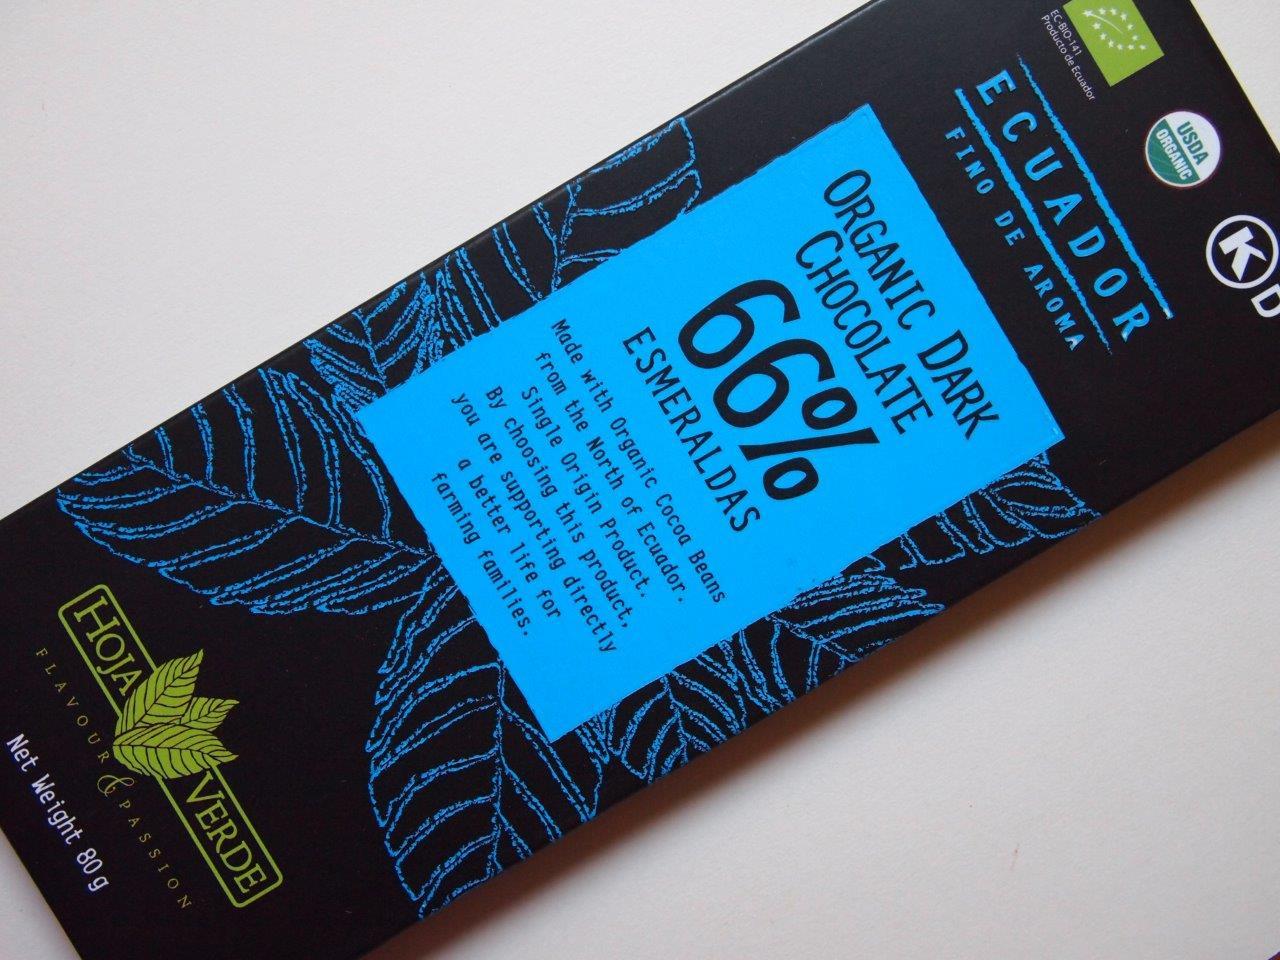 EC-BIO-141
Producto de Ecuador
USDA
ORGANIC
K D
ECUADOR
FINO DE AROMA
ORGANIC DARK
CHOCOLATE
66%
ESMERALDAS
Made with Organic Cocoa Beans
from the North of Ecuador.
Single Origin Product.
By choosing this product,
you are supporting directly
a better life for
farming families.
HOJA VERDE
FLAVOUR & PASSION
Net Weight 80 g